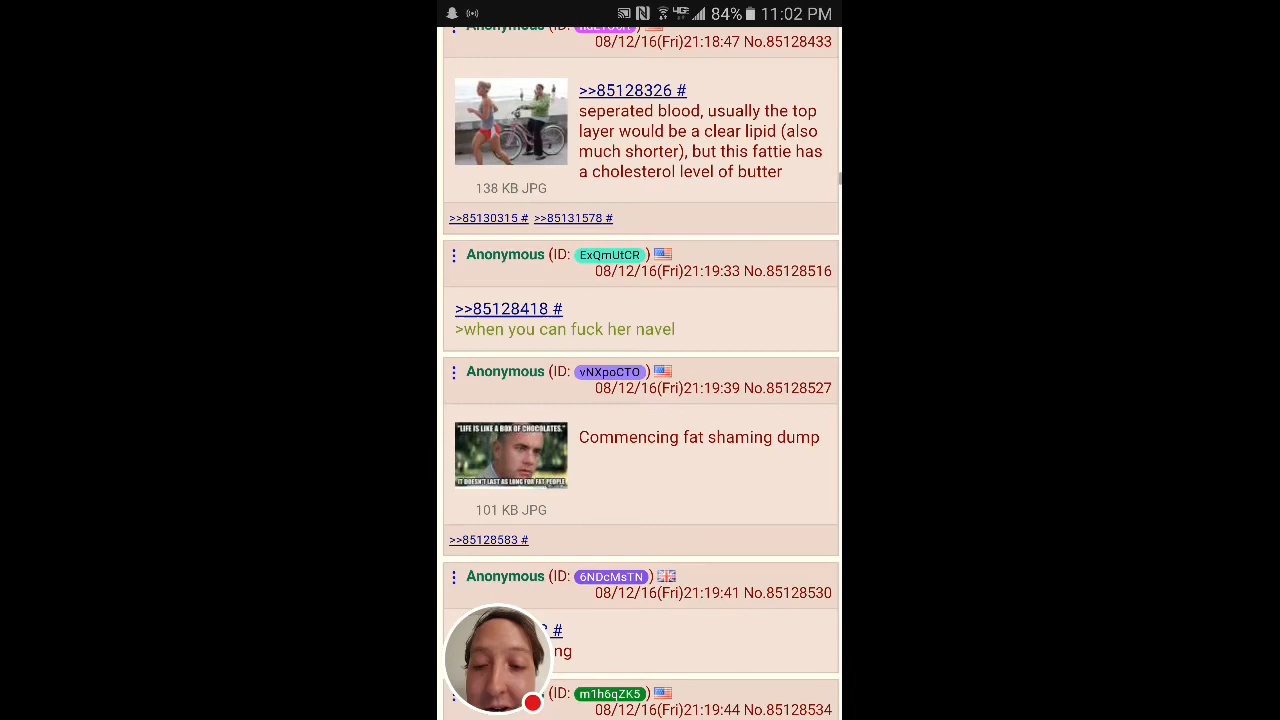 84% 11:02 PM
Anonymous (ID: )
08/12/16(Fri)21:18:47 No.85128433
>>85128326 #
seperated blood, usually the top
layer would be a clear lipid (also
much shorter), but this fattie has
a cholesterol level of butter
138 KB JPG
>>85130315 # >>85131578 #
Anonymous (ID: ExQmUtCR)
08/12/16(Fri)21:19:33 No.85128516
>>85128418 #
>when you can fuck her navel
Anonymous (ID: vNXpoCTO)
08/12/16(Fri)21:19:39 No.85128527
"LIFE IS LIKE A BOX OF CHOCOLATES."
IT DOESN'T LAST AS LONG FOR FAT PEOPLE
Commencing fat shaming dump
101 KB JPG
>>85128583 #
Anonymous (ID: 6NDcMsTN)
08/12/16(Fri)21:19:41 No.85128530
#
ng
(ID: m1h6qZK5)
08/12/16(Fri)21:19:44 No.85128534